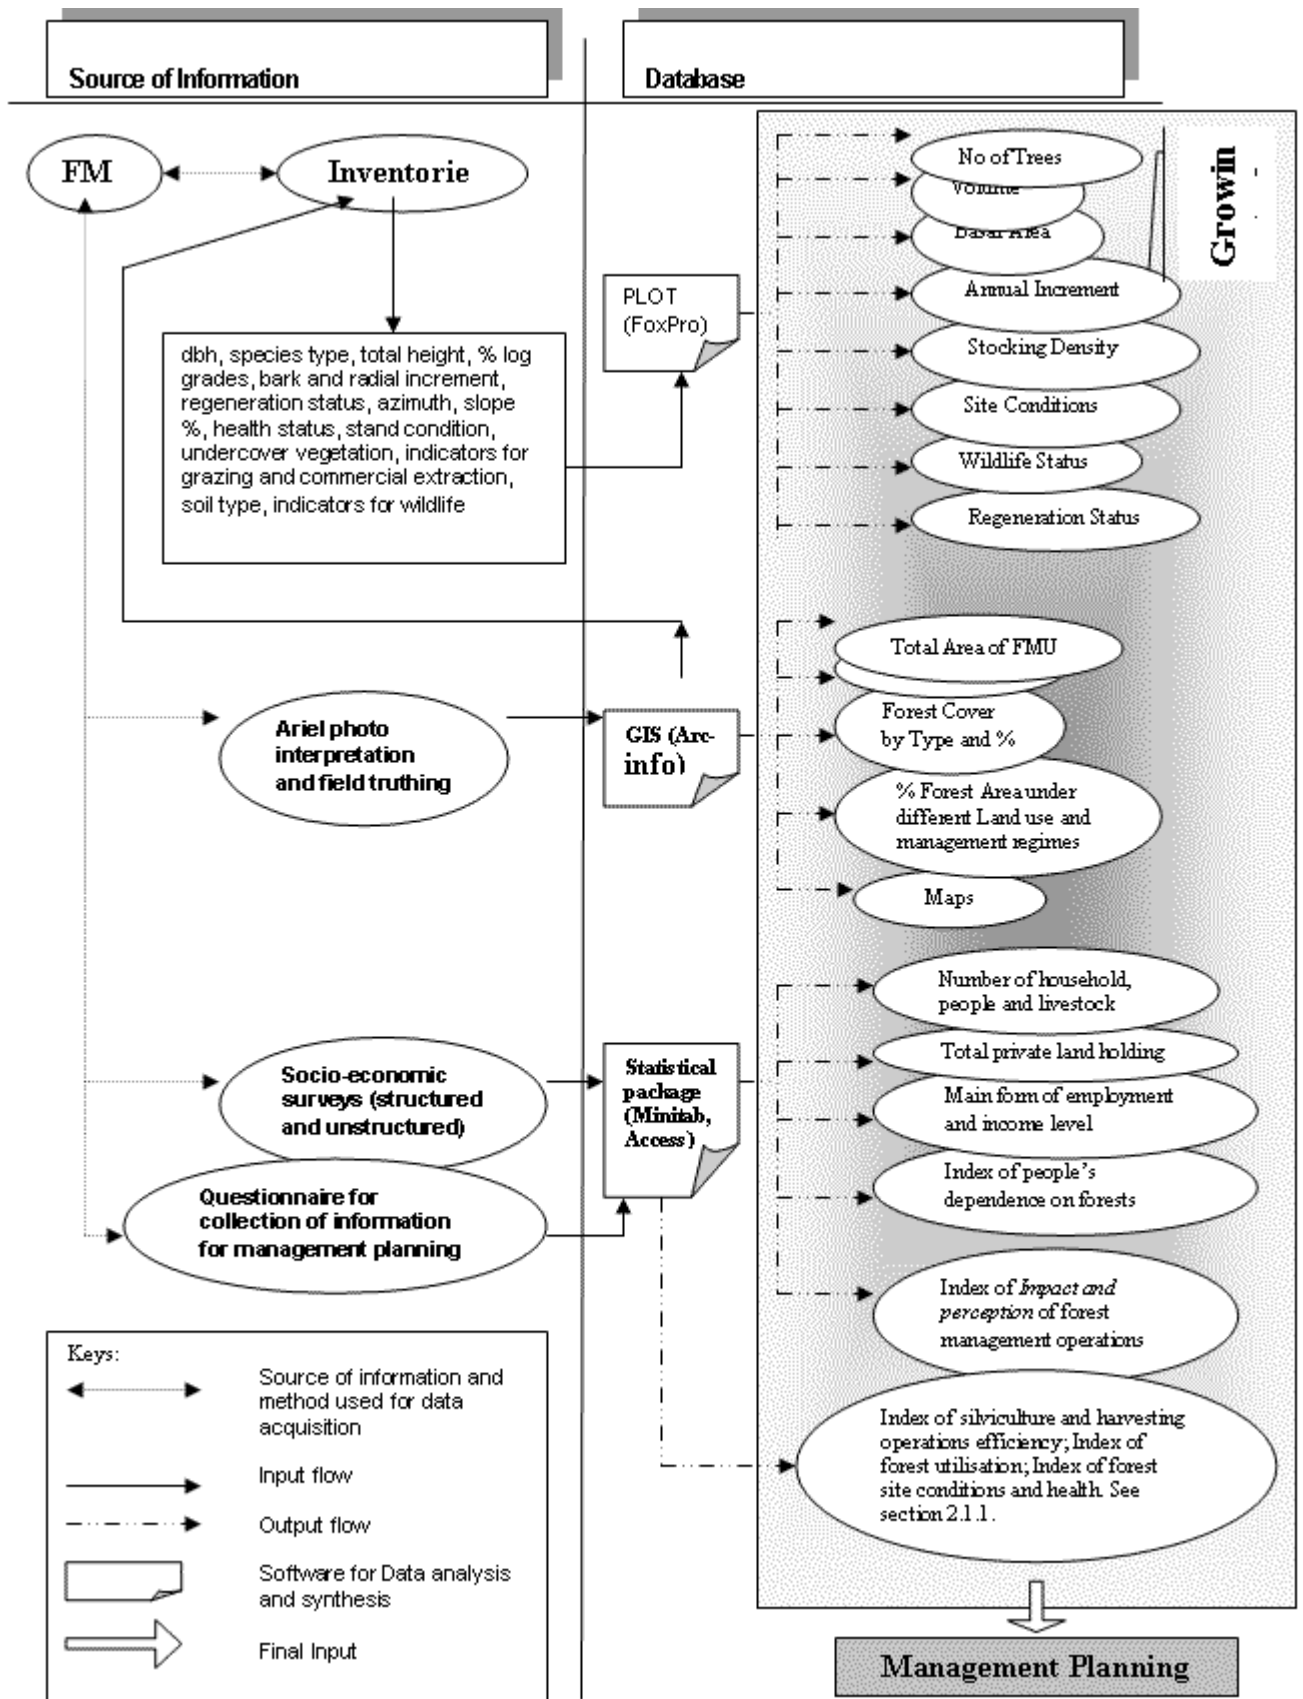 Source of Information
Database
FM
Inventorie
No of Trees
Volume
Basal Area
Annual Increment
Stocking Density
Site Conditions
Wildlife Status
Regeneration Status
Growin
PLOT
(FoxPro)
dbh, species type, total height, % log
grades, bark and radial increment,
regeneration status, azimuth, slope
%, health status, stand condition,
undercover vegetation, indicators for
grazing and commercial extraction,
soil type, indicators for wildlife
Total Area of FMU
Forest Cover
by Type and %
% Forest Area under
different Land use and
management regimes
Maps
Ariel photo
interpretation
and field truthing
GIS (Arc-
info)
Number of household,
people and livestock
Total private land holding
Main form of employment
and income level
Index of people's
dependence on forests
Index of Impact and
perception of forest
management operations
Socio-economic
surveys (structured
and unstructured)
Statistical
package
(Minitab,
Access)
Questionnaire for
collection of information
for management planning
Index of silviculture and harvesting
operations efficiency; Index of
forest utilisation; Index of forest
site conditions and health. See
section 2.1.1.
Keys:
Source of information and
method used for data
acquisition
Input flow
Output flow
Software for Data analysis
and synthesis
Final Input
Management Planning